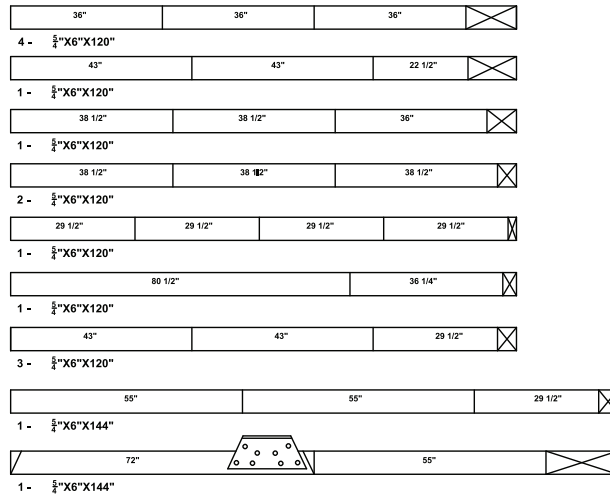 36" 36" 36"
4 - 5/4"X6"X120"
43" 43" 22 1/2"
1 - 5/4"X6"X120"
38 1/2" 38 1/2" 36"
1 - 5/4"X6"X120"
38 1/2" 38 1/2" 38 1/2"
2 - 5/4"X6"X120"
29 1/2" 29 1/2" 29 1/2" 29 1/2"
1 - 5/4"X6"X120"
80 1/2" 36 1/4"
1 - 5/4"X6"X120"
43" 43" 29 1/2"
3 - 5/4"X6"X120"
55" 55" 29 1/2"
1 - 5/4"X6"X144"
72" 55"
1 - 5/4"X6"X144"